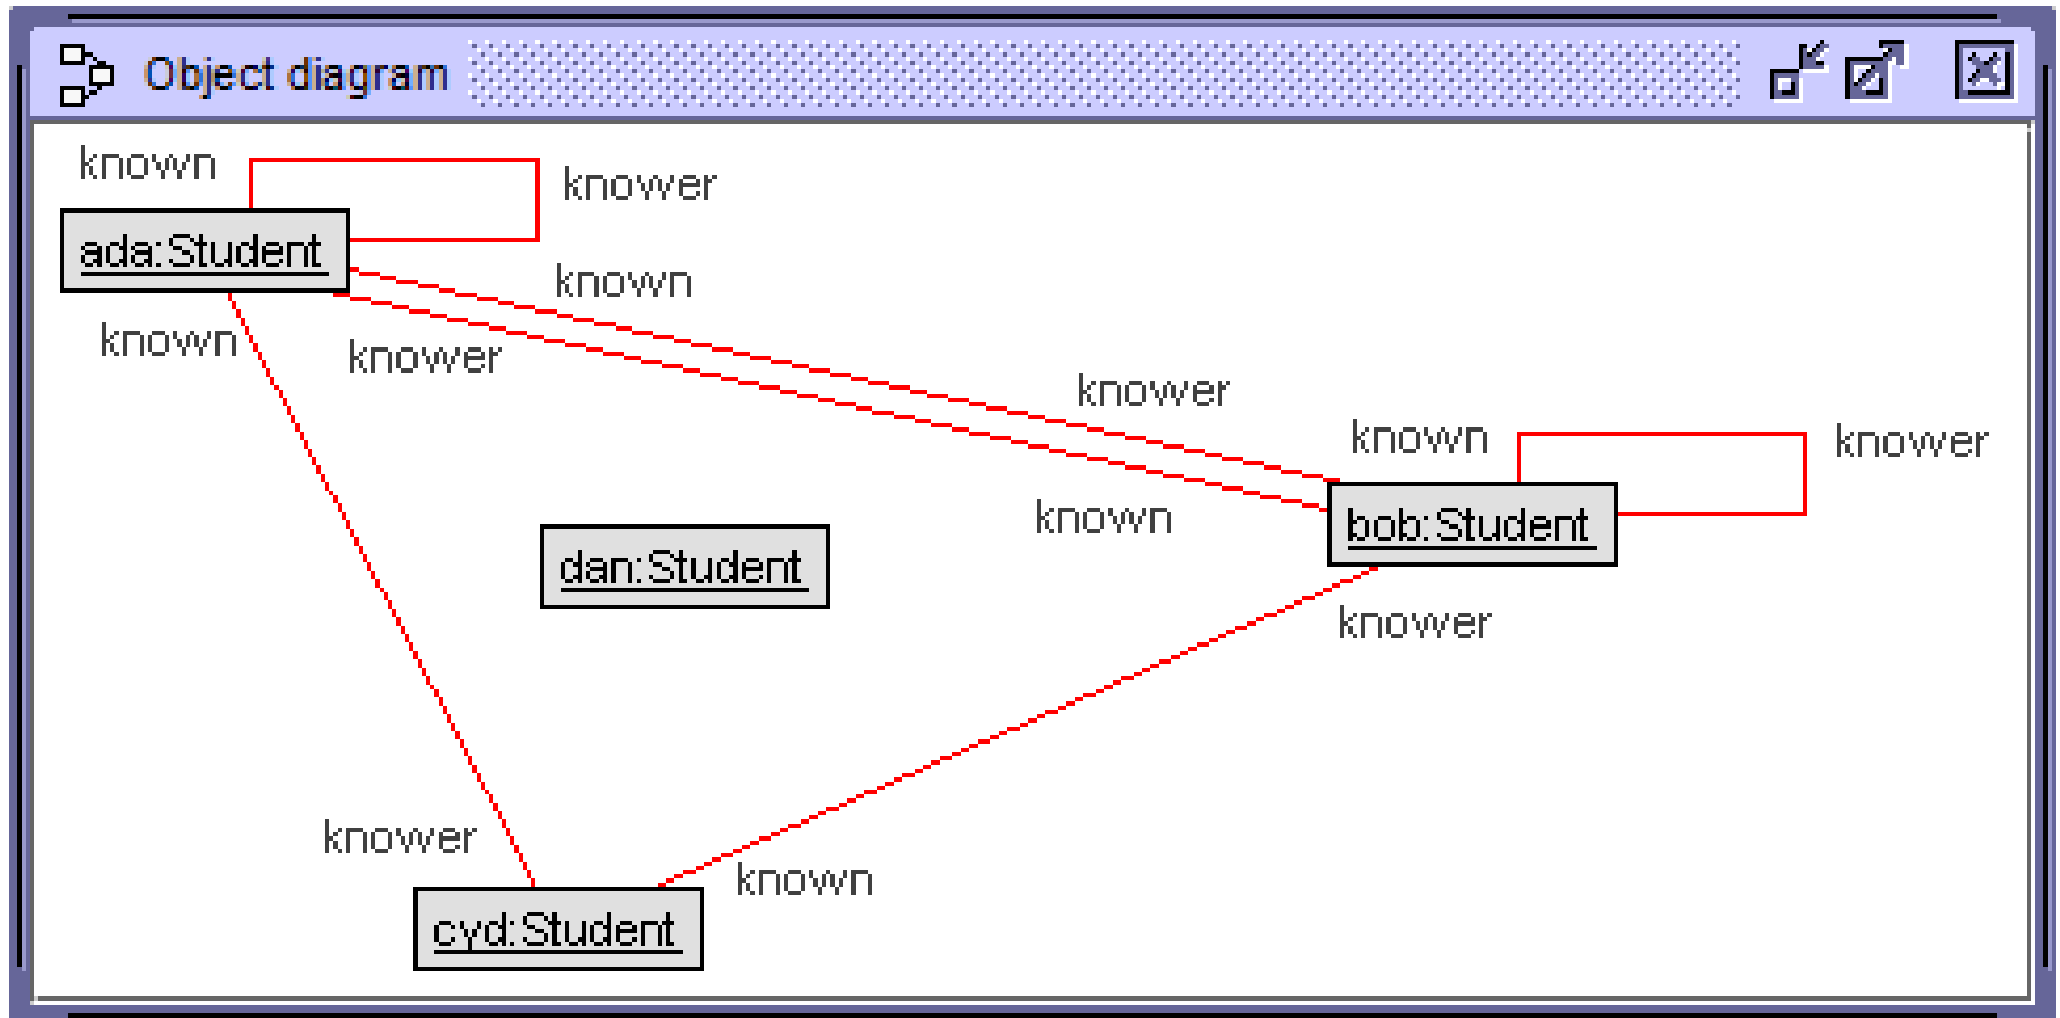 Object diagram
known
knower
ada:Student
known
known
knower
knower
known
knower
known
bob:Student
dan:Student
knower
knower
known
cyd:Student